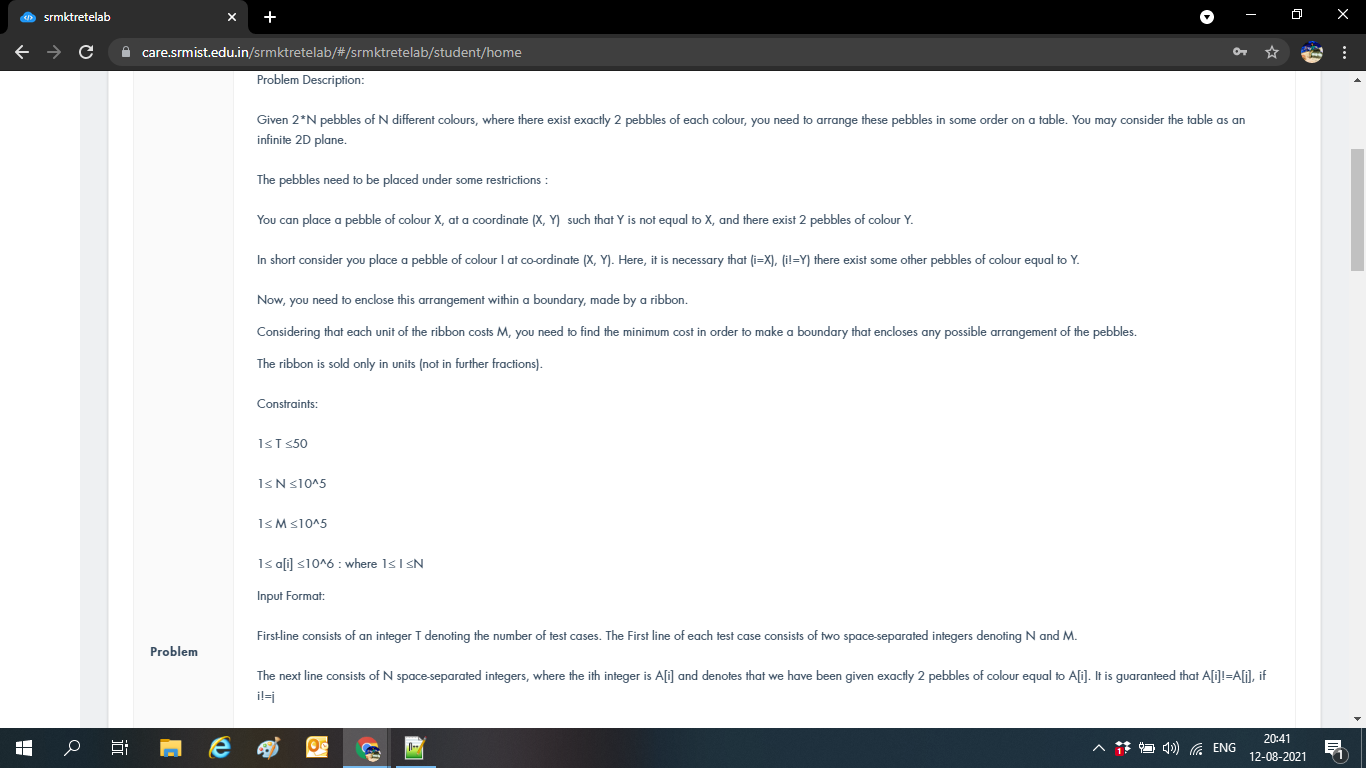 srmktretelab
care.srmist.edu.in/srmktretelab/#/srmktretelab/student/home
Problem Description:
Given 2*N pebbles of N different colours, where there exist exactly 2 pebbles of each colour, you need to arrange these pebbles in some order on a table. You may consider the table as an
infinite 2D plane.
The pebbles need to be placed under some restrictions :
You can place a pebble of colour X, at a coordinate (X, Y)  such that Y is not equal to X, and there exist 2 pebbles of colour Y.
In short consider you place a pebble of colour I at co-ordinate (X, Y). Here, it is necessary that (i=X), (i!=Y) there exist some other pebbles of colour equal to Y.
Now, you need to enclose this arrangement within a boundary, made by a ribbon.
Considering that each unit of the ribbon costs M, you need to find the minimum cost in order to make a boundary that encloses any possible arrangement of the pebbles.
The ribbon is sold only in units (not in further fractions).
Constraints:
1≤ T ≤50
1≤ N ≤10^5
1≤ M ≤10^5
1≤ a[i] ≤10^6 : where 1≤ I ≤N
Input Format:
First-line consists of an integer T denoting the number of test cases. The First line of each test case consists of two space-separated integers denoting N and M.
Problem
The next line consists of N space-separated integers, where the ith integer is A[i] and denotes that we have been given exactly 2 pebbles of colour equal to A[i]. It is guaranteed that A[i]!=A[j], if
i!=j
ENG
20:41
12-08-2021
1